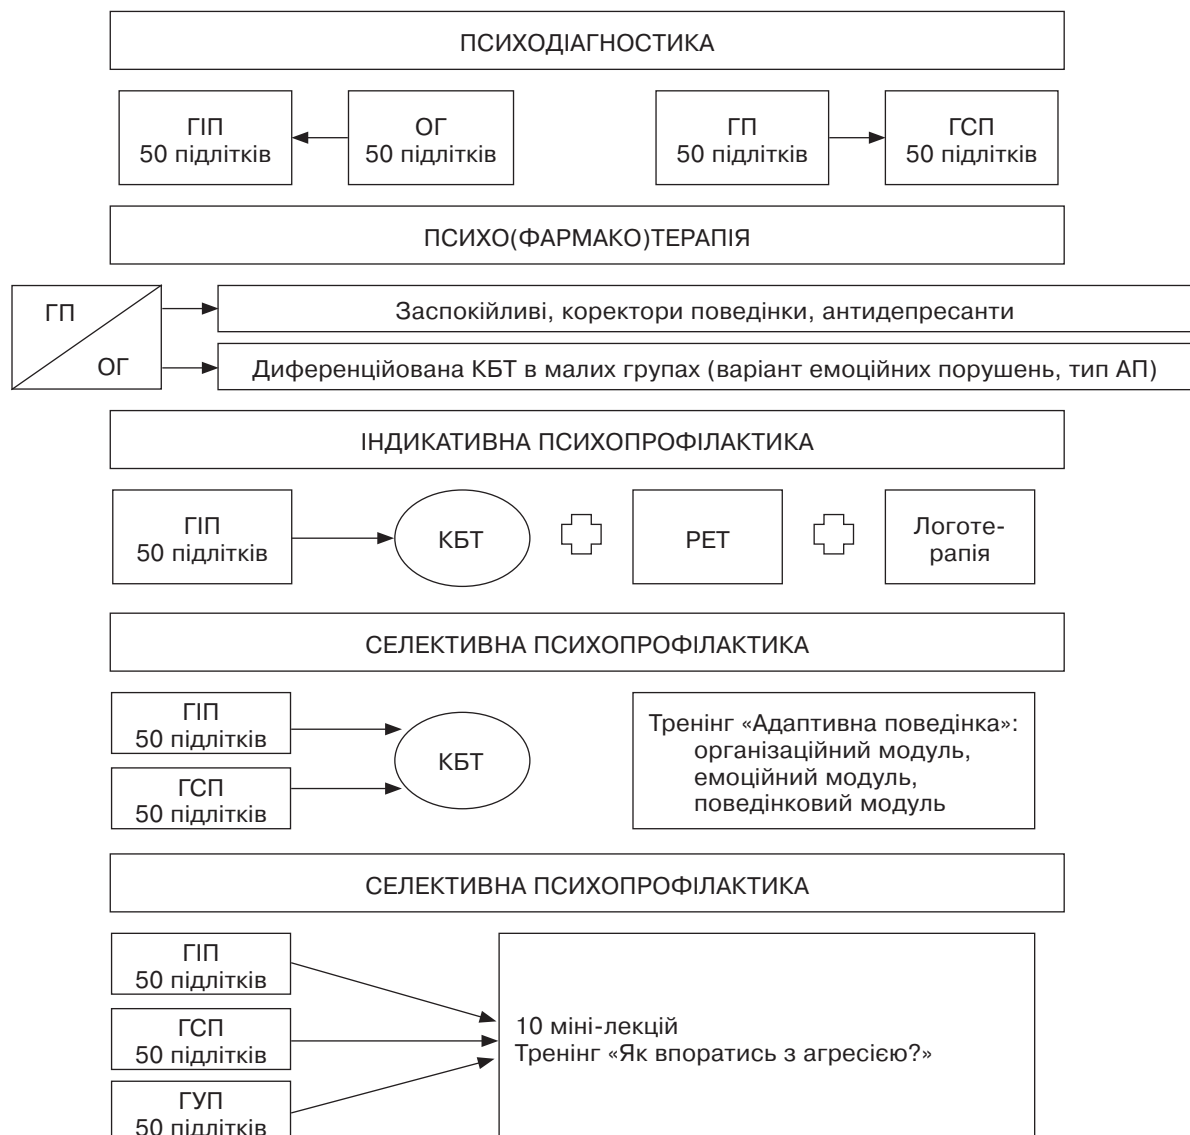 ПСИХОДІАГНОСТИКА
ГІП
50 підлітків
ОГ
50 підлітків
ГП
50 підлітків
ГСП
50 підлітків
ПСИХО(ФАРМАКО)ТЕРАПІЯ
ГП
ОГ
Заспокійливі, коректори поведінки, антидепресанти
Диференційована КБТ в малих групах (варіант емоційних порушень, тип АП)
ІНДИКАТИВНА ПСИХОПРОФІЛАКТИКА
ГІП
50 підлітків
КБТ
РЕТ
Логоте-
рапія
СЕЛЕКТИВНА ПСИХОПРОФІЛАКТИКА
ГІП
50 підлітків
ГСП
50 підлітків
КБТ
Тренінг «Адаптивна поведінка»:
організаційний модуль,
емоційний модуль,
поведінковий модуль
СЕЛЕКТИВНА ПСИХОПРОФІЛАКТИКА
ГІП
50 підлітків
ГСП
50 підлітків
ГУП
50 підлітків
10 міні-лекцій
Тренінг «Як впоратись з агресією?»